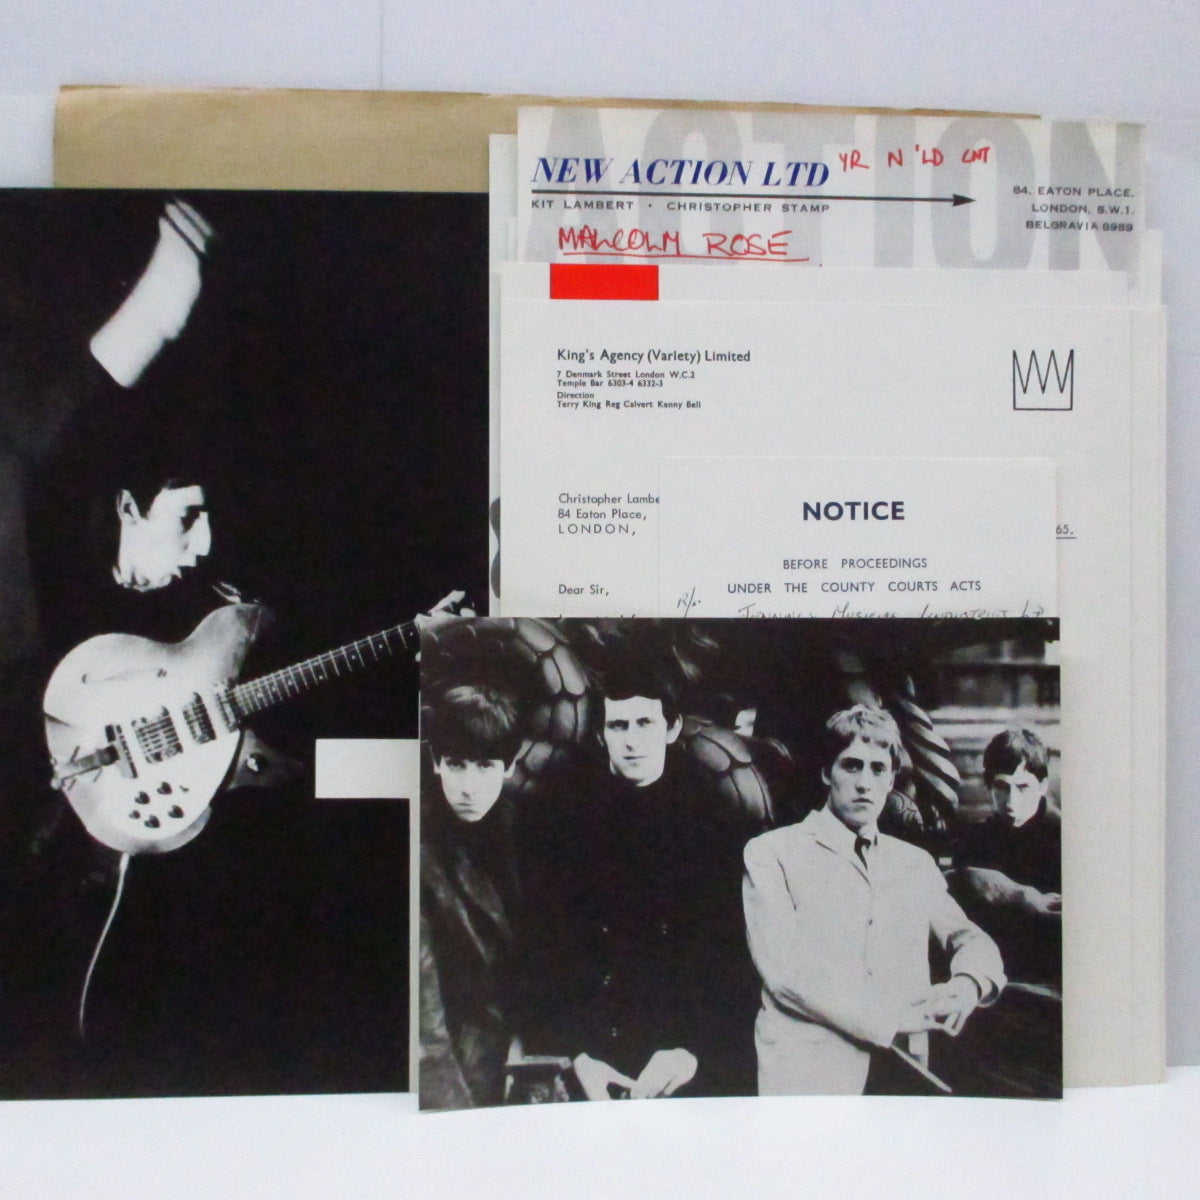 ACTION
NEW ACTION LTD YR N 'LD CNT
KIT LAMBERT · CHRISTOPHER STAMP
84, EATON PLACE,
LONDON, S.W.1.
BELGRAVIA 6989
MALCOLM ROSE
King's Agency (Variety) Limited
7 Denmark Street London W.C.2
Temple Bar 6303-4 6332-3
Direction
Terry King Reg Calvert Kenny Bell
Christopher Lambe
84 Eaton Place,
LONDON,
65.
Dear Sir,
NOTICE
BEFORE PROCEEDINGS
UNDER THE COUNTY COURTS ACTS